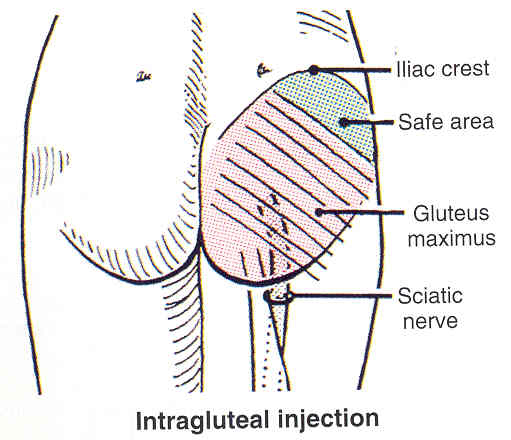 Iliac crest
Safe area
Gluteus
maximus
Sciatic
nerve
Intragluteal injection